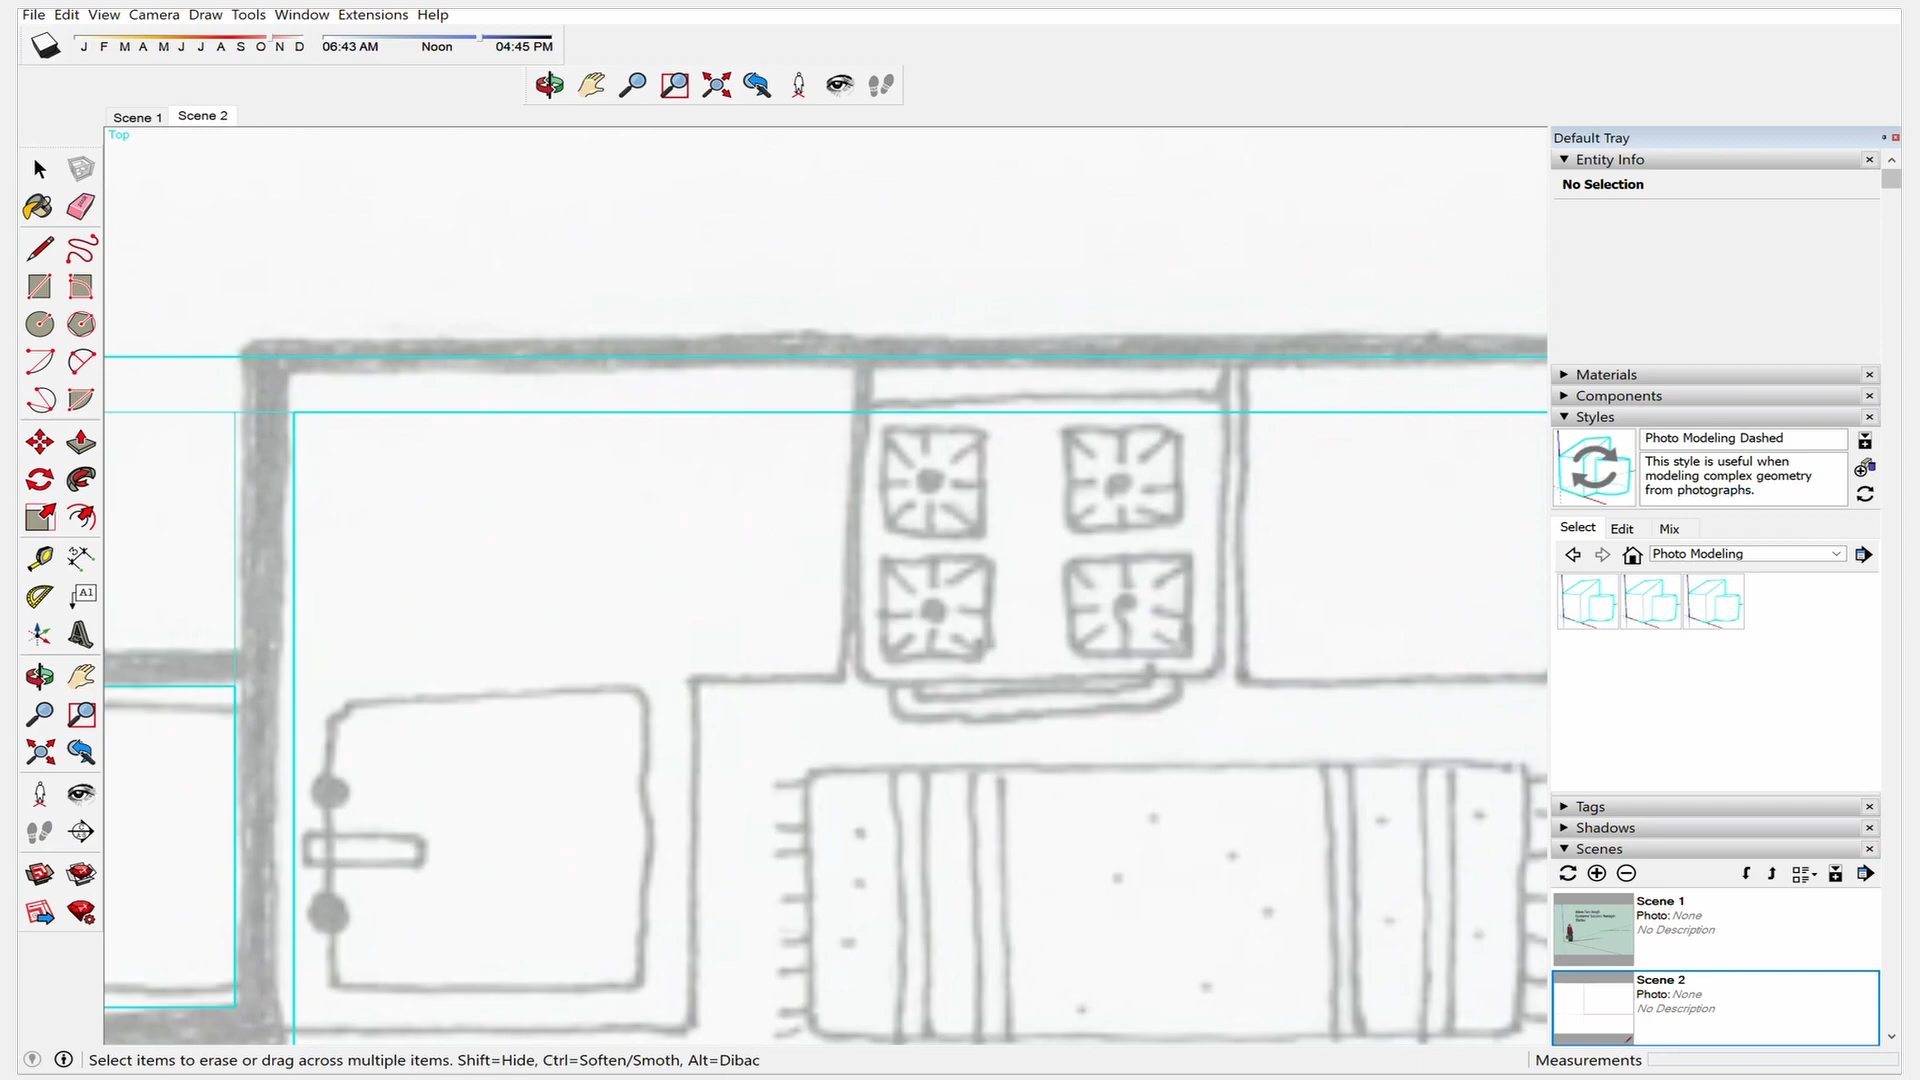 File Edit View Camera Draw Tools Window Extensions Help
J F M A M J J A S O N D 06:43 AM Noon 04:45 PM
Scene 1 Scene 2
Top
Default Tray
Entity Info
No Selection
Materials
Components
Styles
Photo Modeling Dashed
This style is useful when
modeling complex geometry
from photographs.
Select Edit Mix
Photo Modeling
A1
Tags
Shadows
Scenes
Scene 1
Photo: None
No Description
Scene 2
Photo: None
No Description
Select items to erase or drag across multiple items. Shift=Hide, Ctrl=Soften/Smoth, Alt=Dibac
Measurements